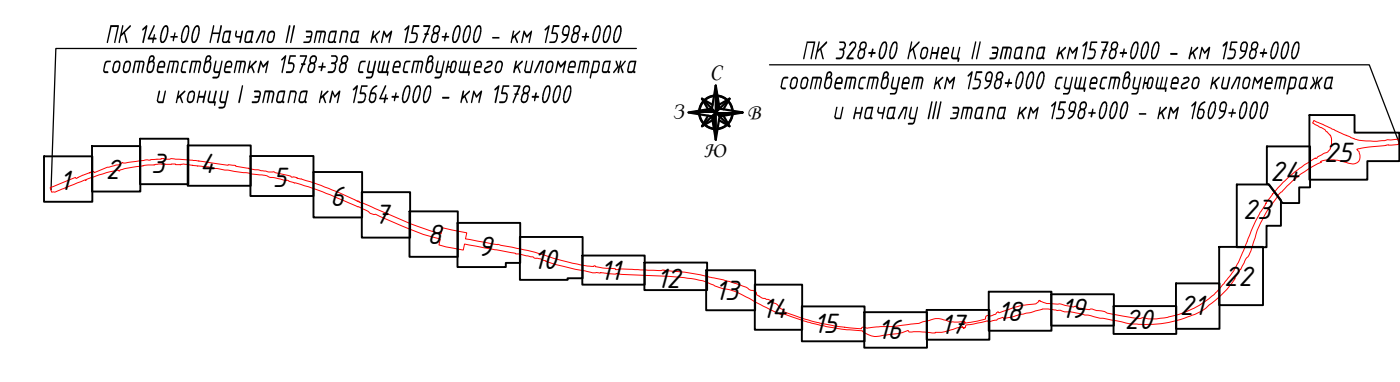 ПК 140+00 Начало II этапа км 1578+000 - км 1598+000
соответствуеткм 1578+38 существующего километража
и концу I этапа км 1564+000 - км 1578+000
ПК 328+00 Конец II этапа км1578+000 - км 1598+000
соответствует км 1598+000 существующего километража
и началу III этапа км 1598+000 - км 1609+000
С
З
В
Ю
1
2
3
4
5
6
7
8
9
10
11
12
13
14
15
16
17
18
19
20
21
22
23
24
25